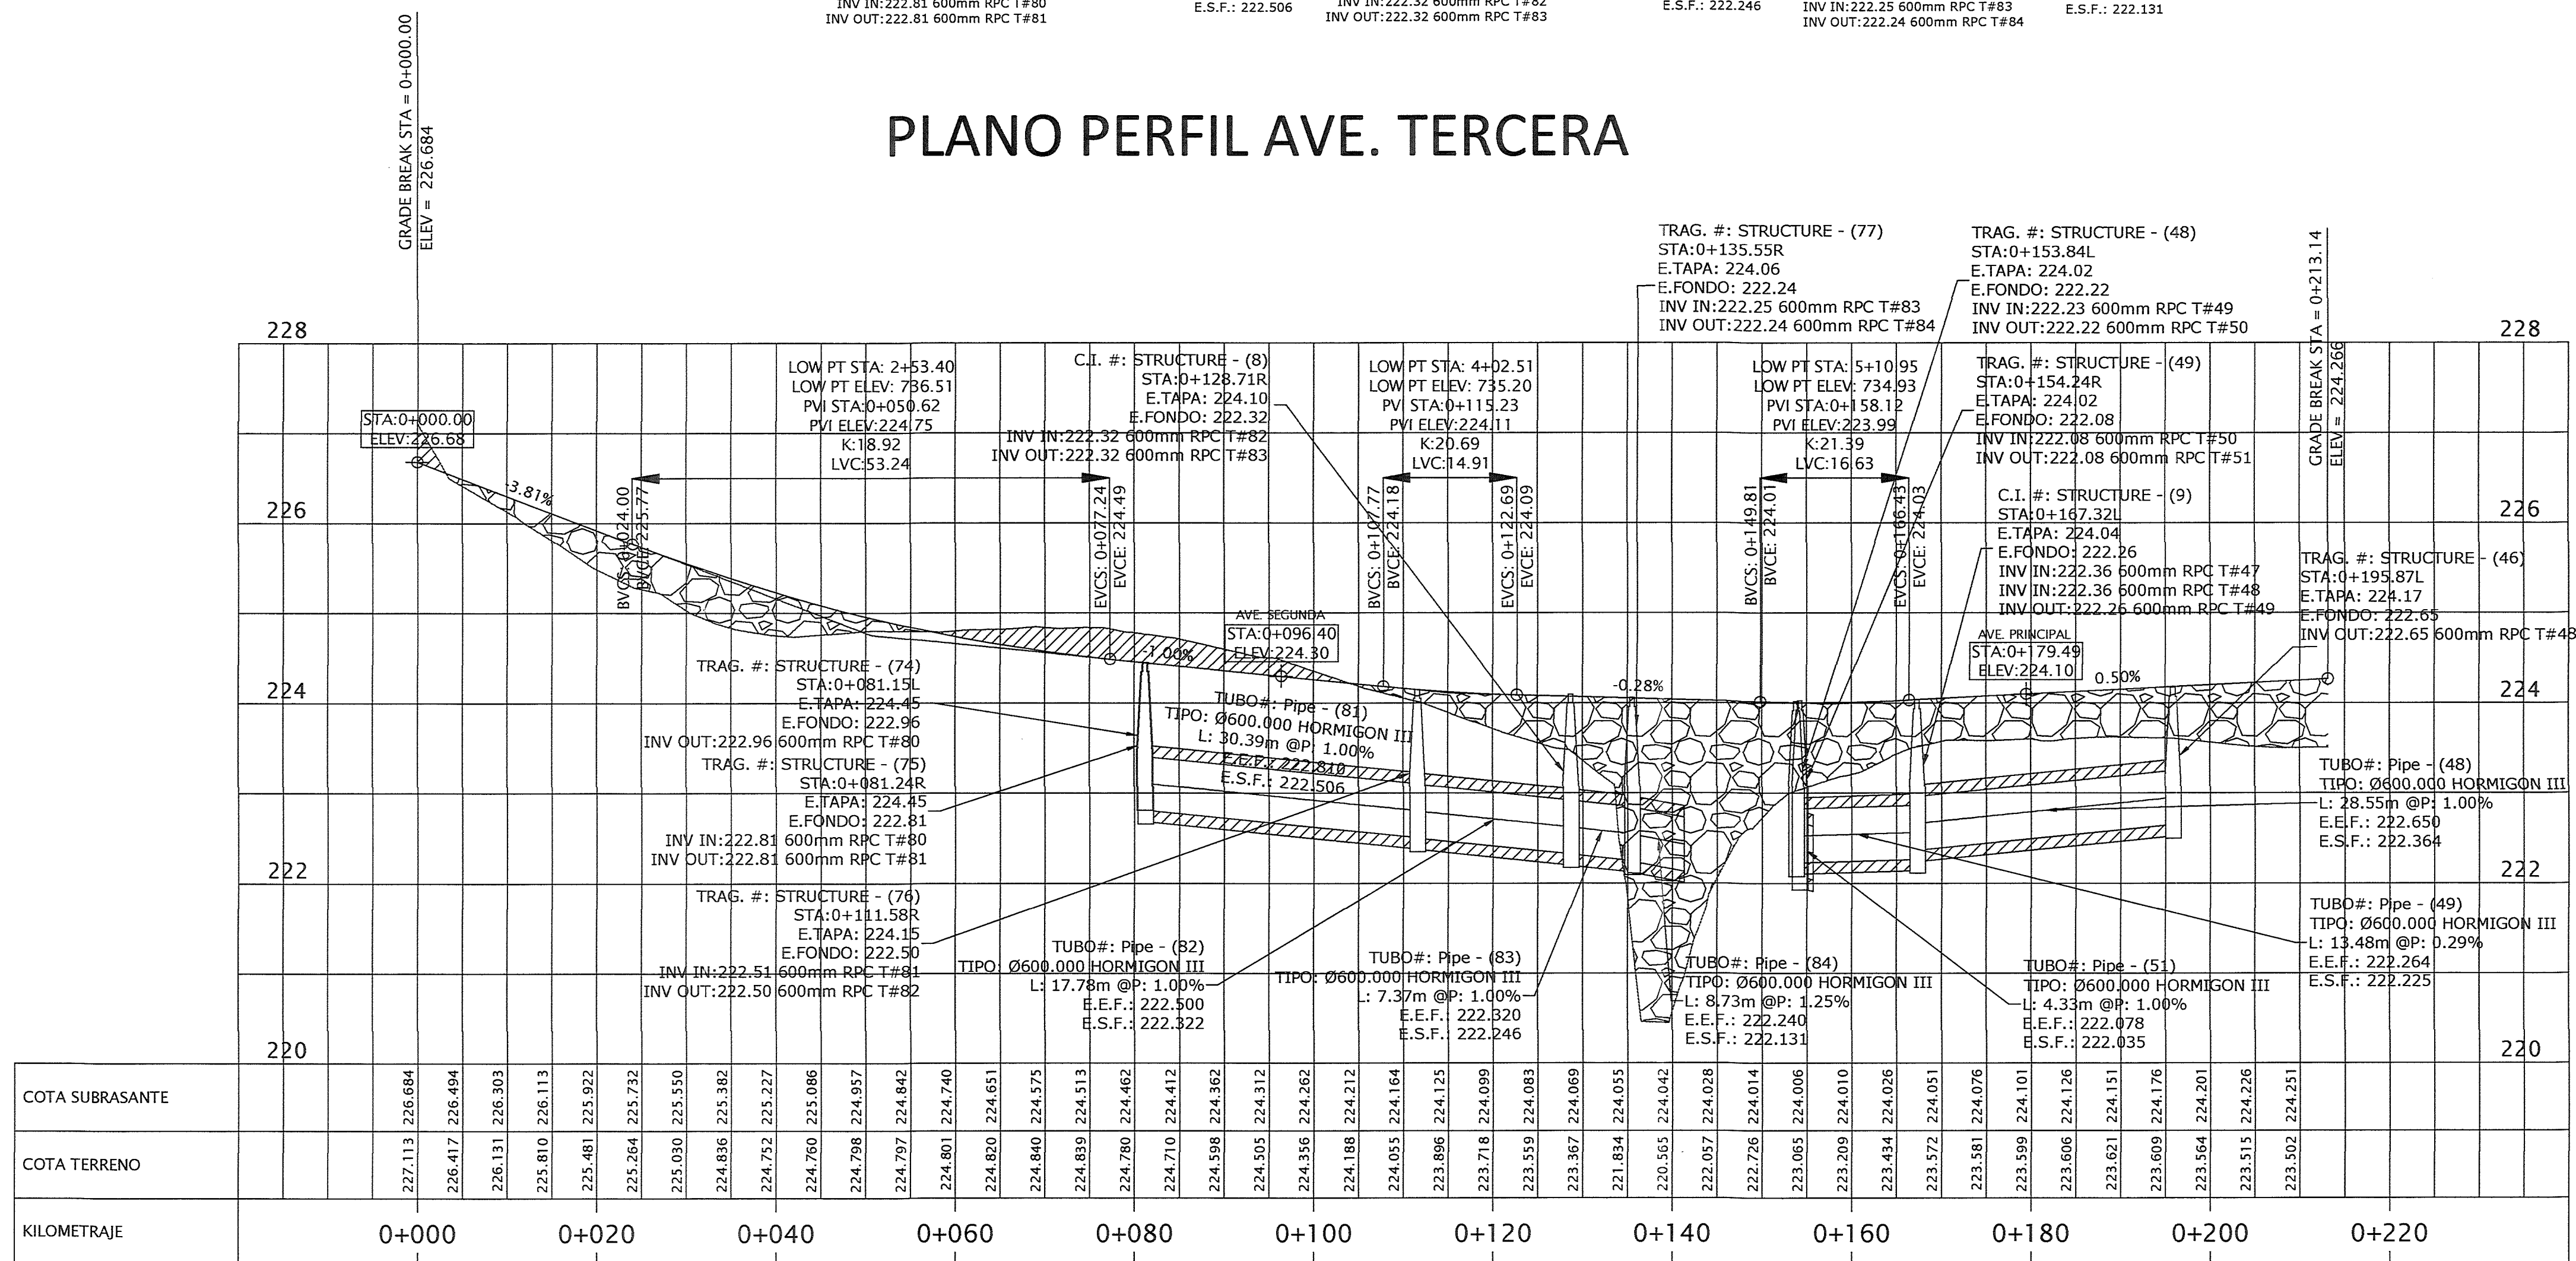 INV IN:222.81 600mm RPC T#80
INV OUT:222.81 600mm RPC T#81
E.S.F.: 222.506
INV IN:222.32 600mm RPC T#82
INV OUT:222.32 600mm RPC T#83
E.S.F.: 222.246
INV IN:222.25 600mm RPC T#83
INV OUT:222.24 600mm RPC T#84
E.S.F.: 222.131
PLANO PERFIL AVE. TERCERA
GRADE BREAK STA = 0+000.00
ELEV = 226.684
STA:0+000.00
ELEV:226.68
-3.81%
BVCS: 0+024.00
BVCE: 225.77
LOW PT STA: 2+53.40
LOW PT ELEV: 736.51
PVI STA:0+050.62
PVI ELEV:224.75
K:18.92
LVC:53.24
EVCS: 0+077.24
EVCE: 224.49
C.I. #: STRUCTURE - (8)
STA:0+128.71R
E.TAPA: 224.10
E.FONDO: 222.32
INV IN:222.32 600mm RPC T#82
INV OUT:222.32 600mm RPC T#83
LOW PT STA: 4+02.51
LOW PT ELEV: 735.20
PVI STA:0+115.23
PVI ELEV:224.11
K:20.69
LVC:14.91
BVCS: 0+107.77
BVCE: 224.18
EVCS: 0+122.69
EVCE: 224.09
TRAG. #: STRUCTURE - (77)
STA:0+135.55R
E.TAPA: 224.06
E.FONDO: 222.24
INV IN:222.25 600mm RPC T#83
INV OUT:222.24 600mm RPC T#84
LOW PT STA: 5+10.95
LOW PT ELEV: 734.93
PVI STA:0+158.12
PVI ELEV:223.99
K:21.39
LVC:16.63
BVCS: 0+149.81
BVCE: 224.01
EVCS: 0+166.43
EVCE: 224.03
TRAG. #: STRUCTURE - (48)
STA:0+153.84L
E.TAPA: 224.02
E.FONDO: 222.22
INV IN:222.23 600mm RPC T#49
INV OUT:222.22 600mm RPC T#50
TRAG. #: STRUCTURE - (49)
STA:0+154.24R
E.TAPA: 224.02
E.FONDO: 222.08
INV IN:222.08 600mm RPC T#50
INV OUT:222.08 600mm RPC T#51
C.I. #: STRUCTURE - (9)
STA:0+167.32L
E.TAPA: 224.04
E.FONDO: 222.26
INV IN:222.36 600mm RPC T#47
INV IN:222.36 600mm RPC T#48
INV OUT:222.26 600mm RPC T#49
GRADE BREAK STA = 0+213.14
ELEV = 224.266
TRAG. #: STRUCTURE - (46)
STA:0+195.87L
E.TAPA: 224.17
E.FONDO: 222.65
INV OUT:222.65 600mm RPC T#48
AVE. SEGUNDA
STA:0+096.40
ELEV:224.30
-1.00%
-0.28%
AVE. PRINCIPAL
STA:0+179.49
ELEV:224.10
0.50%
TRAG. #: STRUCTURE - (74)
STA:0+081.15L
E.TAPA: 224.45
E.FONDO: 222.96
INV OUT:222.96 600mm RPC T#80
TRAG. #: STRUCTURE - (75)
STA:0+081.24R
E.TAPA: 224.45
E.FONDO: 222.81
INV IN:222.81 600mm RPC T#80
INV OUT:222.81 600mm RPC T#81
TRAG. #: STRUCTURE - (76)
STA:0+111.58R
E.TAPA: 224.15
E.FONDO: 222.50
INV IN:222.51 600mm RPC T#81
INV OUT:222.50 600mm RPC T#82
TUBO#: Pipe - (81)
TIPO: Ø600.000 HORMIGON III
L: 30.39m @P: 1.00%
E.E.F.: 222.810
E.S.F.: 222.506
TUBO#: Pipe - (82)
TIPO: Ø600.000 HORMIGON III
L: 17.78m @P: 1.00%
E.E.F.: 222.500
E.S.F.: 222.322
TUBO#: Pipe - (83)
TIPO: Ø600.000 HORMIGON III
L: 7.37m @P: 1.00%
E.E.F.: 222.320
E.S.F.: 222.246
TUBO#: Pipe - (84)
TIPO: Ø600.000 HORMIGON III
L: 8.73m @P: 1.25%
E.E.F.: 222.240
E.S.F.: 222.131
TUBO#: Pipe - (51)
TIPO: Ø600.000 HORMIGON III
L: 4.33m @P: 1.00%
E.E.F.: 222.078
E.S.F.: 222.035
TUBO#: Pipe - (48)
TIPO: Ø600.000 HORMIGON III
L: 28.55m @P: 1.00%
E.E.F.: 222.650
E.S.F.: 222.364
TUBO#: Pipe - (49)
TIPO: Ø600.000 HORMIGON III
L: 13.48m @P: 0.29%
E.E.F.: 222.264
E.S.F.: 222.225
228 228
226 226
224 224
222 222
220 220
COTA SUBRASANTE 226.684 226.494 226.303 226.113 225.922 225.732 225.550 225.382 225.227 225.086 224.957 224.842 224.740 224.651 224.575 224.513 224.462 224.412 224.362 224.312 224.262 224.212 224.164 224.125 224.099 224.083 224.069 224.055 224.042 224.028 224.014 224.006 224.010 224.026 224.051 224.076 224.101 224.126 224.151 224.176 224.201 224.226 224.251
COTA TERRENO 227.113 226.417 226.131 225.810 225.481 225.264 225.030 224.836 224.752 224.760 224.798 224.797 224.801 224.820 224.840 224.839 224.780 224.710 224.598 224.505 224.356 224.188 224.055 223.896 223.718 223.559 223.367 221.834 220.565 222.057 222.726 223.065 223.209 223.434 223.572 223.581 223.599 223.606 223.621 223.609 223.564 223.515 223.502
KILOMETRAJE 0+000 0+020 0+040 0+060 0+080 0+100 0+120 0+140 0+160 0+180 0+200 0+220